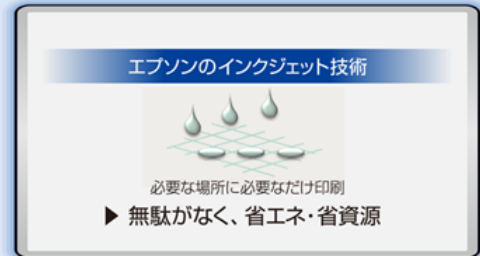 エプソンのインクジェット技術
必要な場所に必要なだけ印刷
▶ 無駄がなく、省エネ・省資源